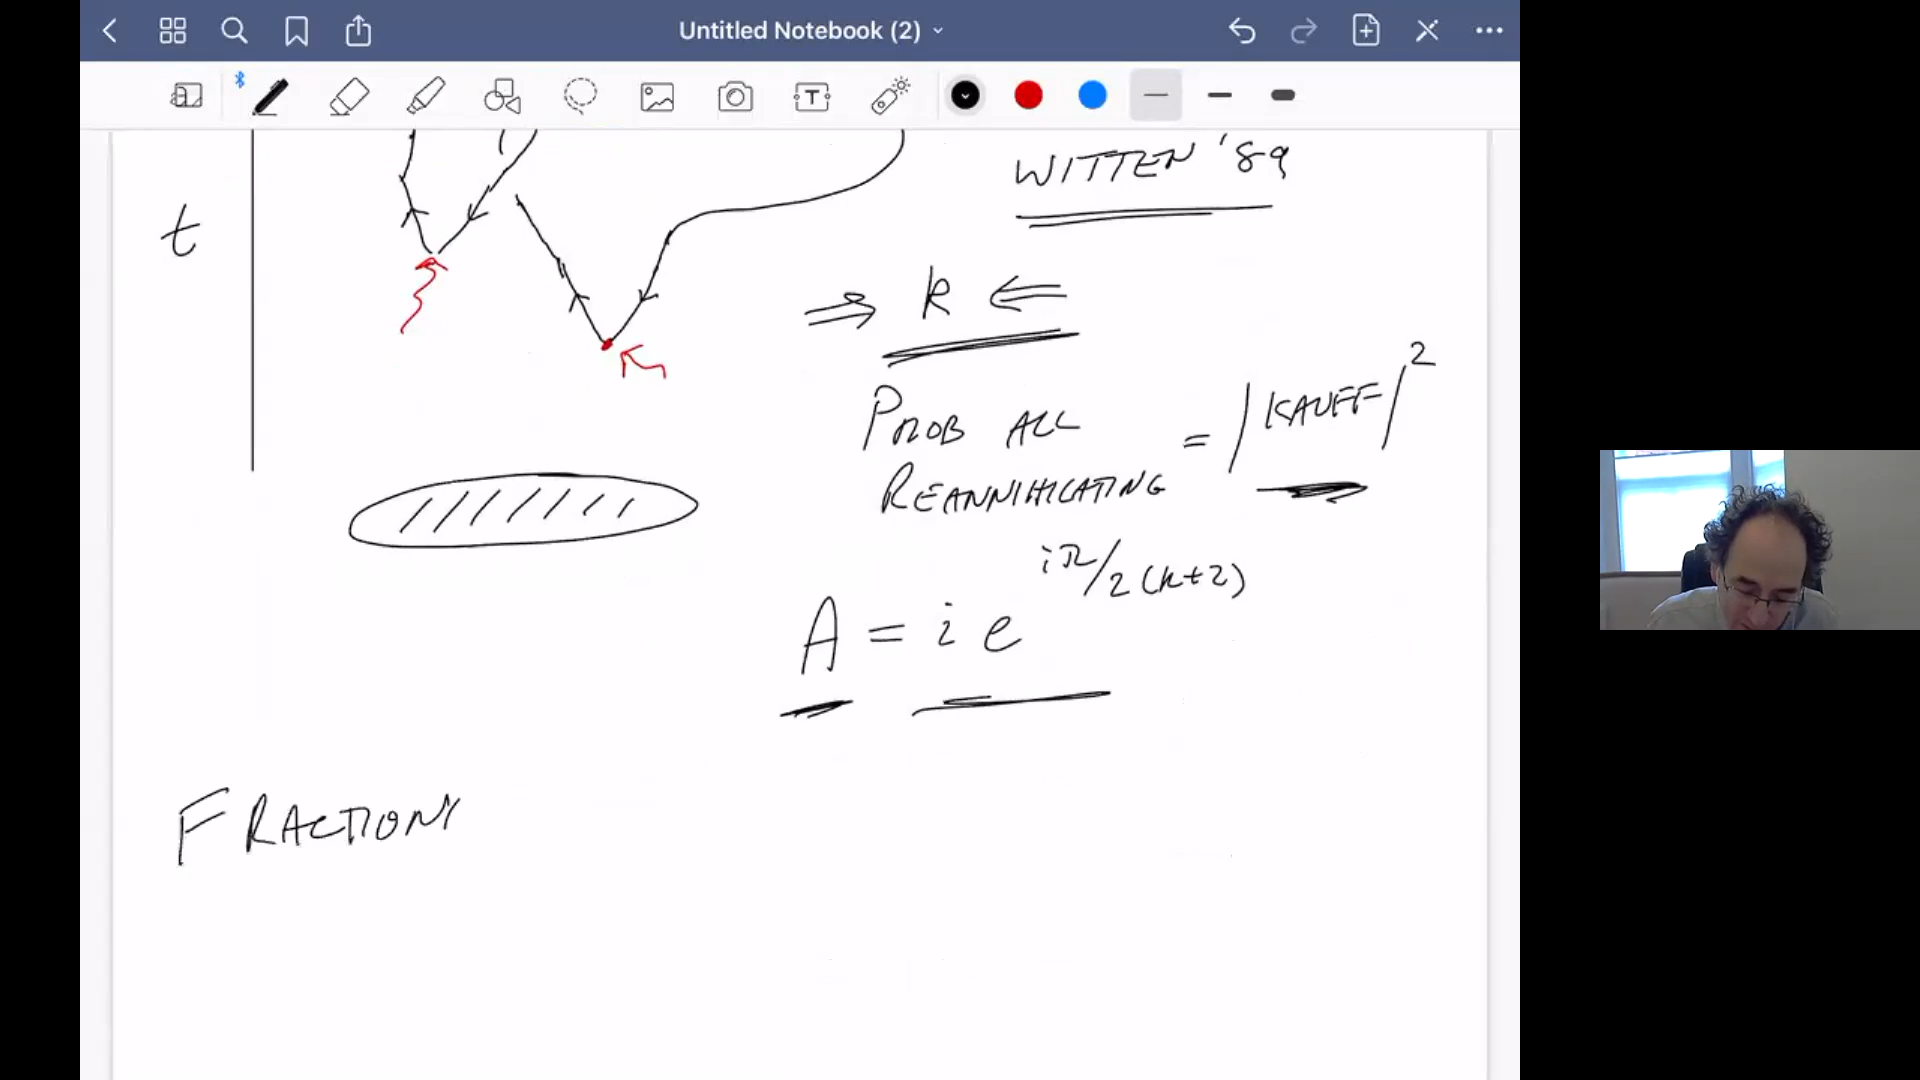 Untitled Notebook (2)
WITTEN '89
t
⇒ k ⇐
PROB ALL
REANNIHILATING = |KAUFF|²
A = i e^{iπ/2(k+2)}
FRACTION